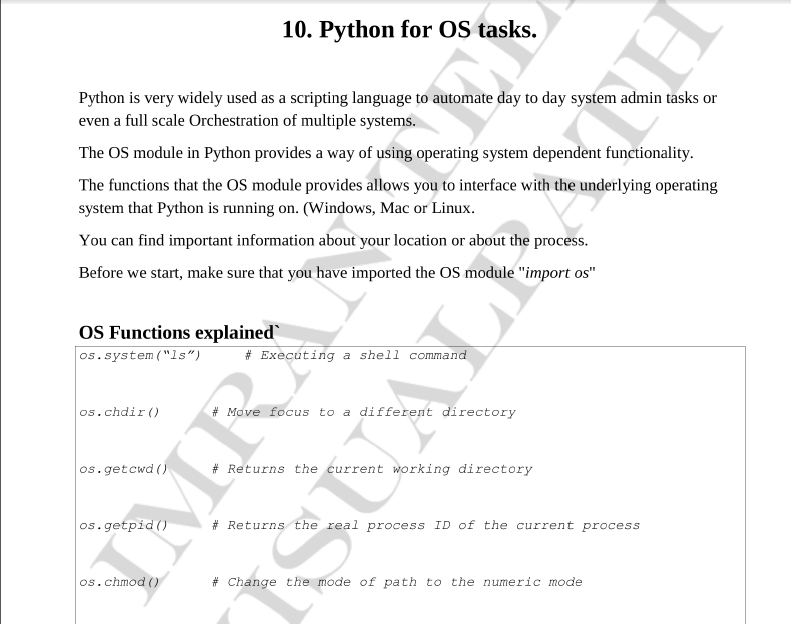 10. Python for OS tasks.
Python is very widely used as a scripting language to automate day to day system admin tasks or
even a full scale Orchestration of multiple systems.
The OS module in Python provides a way of using operating system dependent functionality.
The functions that the OS module provides allows you to interface with the underlying operating
system that Python is running on. (Windows, Mac or Linux.
You can find important information about your location or about the process.
Before we start, make sure that you have imported the OS module "import os"
OS Functions explained`
os.system(“ls”) # Executing a shell command
os.chdir() # Move focus to a different directory
os.getcwd() # Returns the current working directory
os.getpid() # Returns the real process ID of the current process
os.chmod() # Change the mode of path to the numeric mode
IMRAN TEL
VISUALPATH